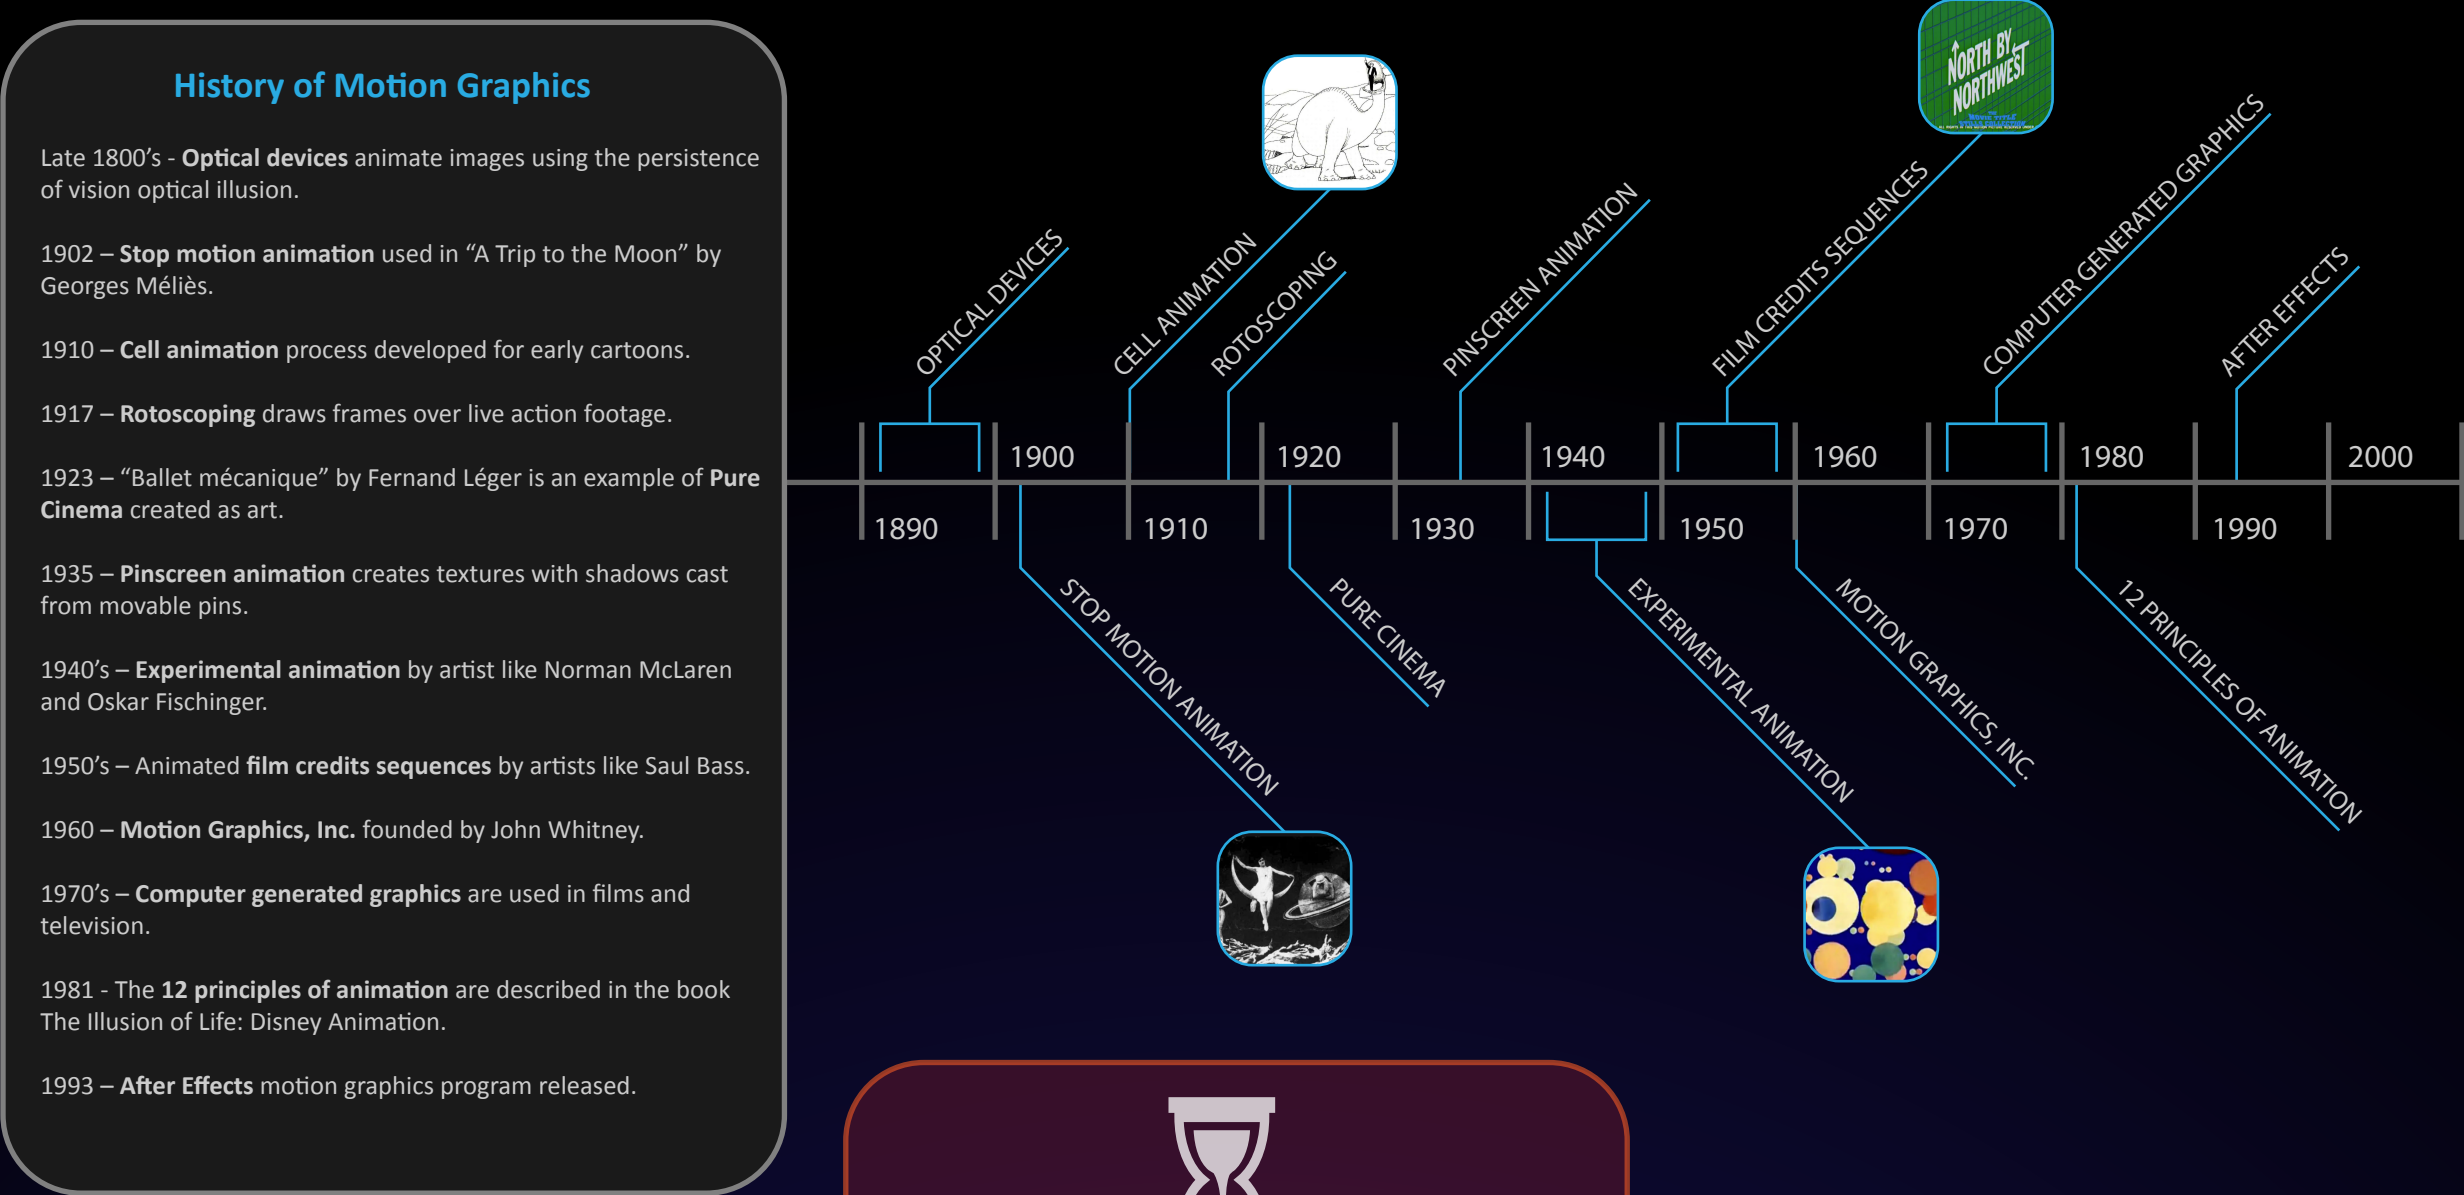 History of Motion Graphics
Late 1800’s - Optical devices animate images using the persistence
of vision optical illusion.
1902 – Stop motion animation used in “A Trip to the Moon” by
Georges Méliès.
1910 – Cell animation process developed for early cartoons.
1917 – Rotoscoping draws frames over live action footage.
1923 – “Ballet mécanique” by Fernand Léger is an example of Pure
Cinema created as art.
1935 – Pinscreen animation creates textures with shadows cast
from movable pins.
1940’s – Experimental animation by artist like Norman McLaren
and Oskar Fischinger.
1950’s – Animated film credits sequences by artists like Saul Bass.
1960 – Motion Graphics, Inc. founded by John Whitney.
1970’s – Computer generated graphics are used in films and
television.
1981 - The 12 principles of animation are described in the book
The Illusion of Life: Disney Animation.
1993 – After Effects motion graphics program released.
NORTH BY
NORTHWEST
OPTICAL DEVICES
CELL ANIMATION
ROTOSCOPING
PINSCREEN ANIMATION
FILM CREDITS SEQUENCES
COMPUTER GENERATED GRAPHICS
AFTER EFFECTS
1900
1920
1940
1960
1980
2000
1890
1910
1930
1950
1970
1990
STOP MOTION ANIMATION
PURE CINEMA
EXPERIMENTAL ANIMATION
MOTION GRAPHICS, INC.
12 PRINCIPLES OF ANIMATION